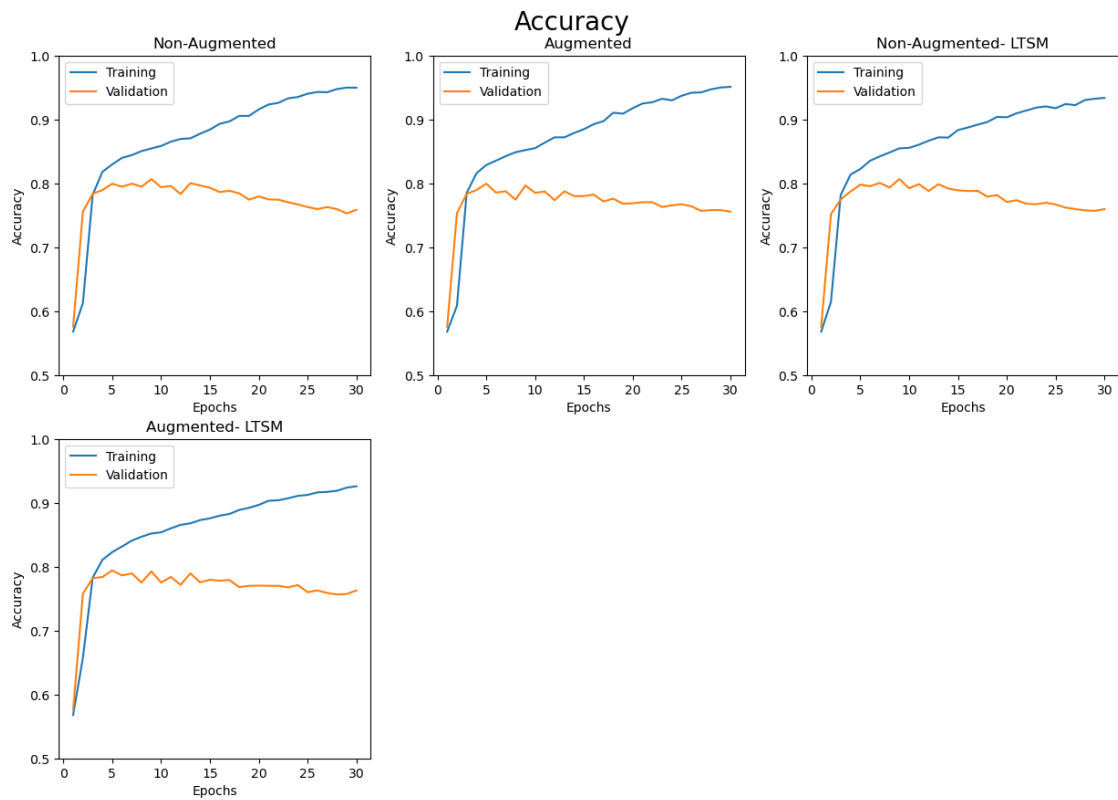 Accuracy
Non-Augmented
Training
Validation
1.0
0.9
0.8
0.7
0.6
0.5
Accuracy
0 5 10 15 20 25 30
Epochs
Augmented
Training
Validation
1.0
0.9
0.8
0.7
0.6
0.5
Accuracy
0 5 10 15 20 25 30
Epochs
Non-Augmented- LTSM
Training
Validation
1.0
0.9
0.8
0.7
0.6
0.5
Accuracy
0 5 10 15 20 25 30
Epochs
Augmented- LTSM
Training
Validation
1.0
0.9
0.8
0.7
0.6
0.5
Accuracy
0 5 10 15 20 25 30
Epochs